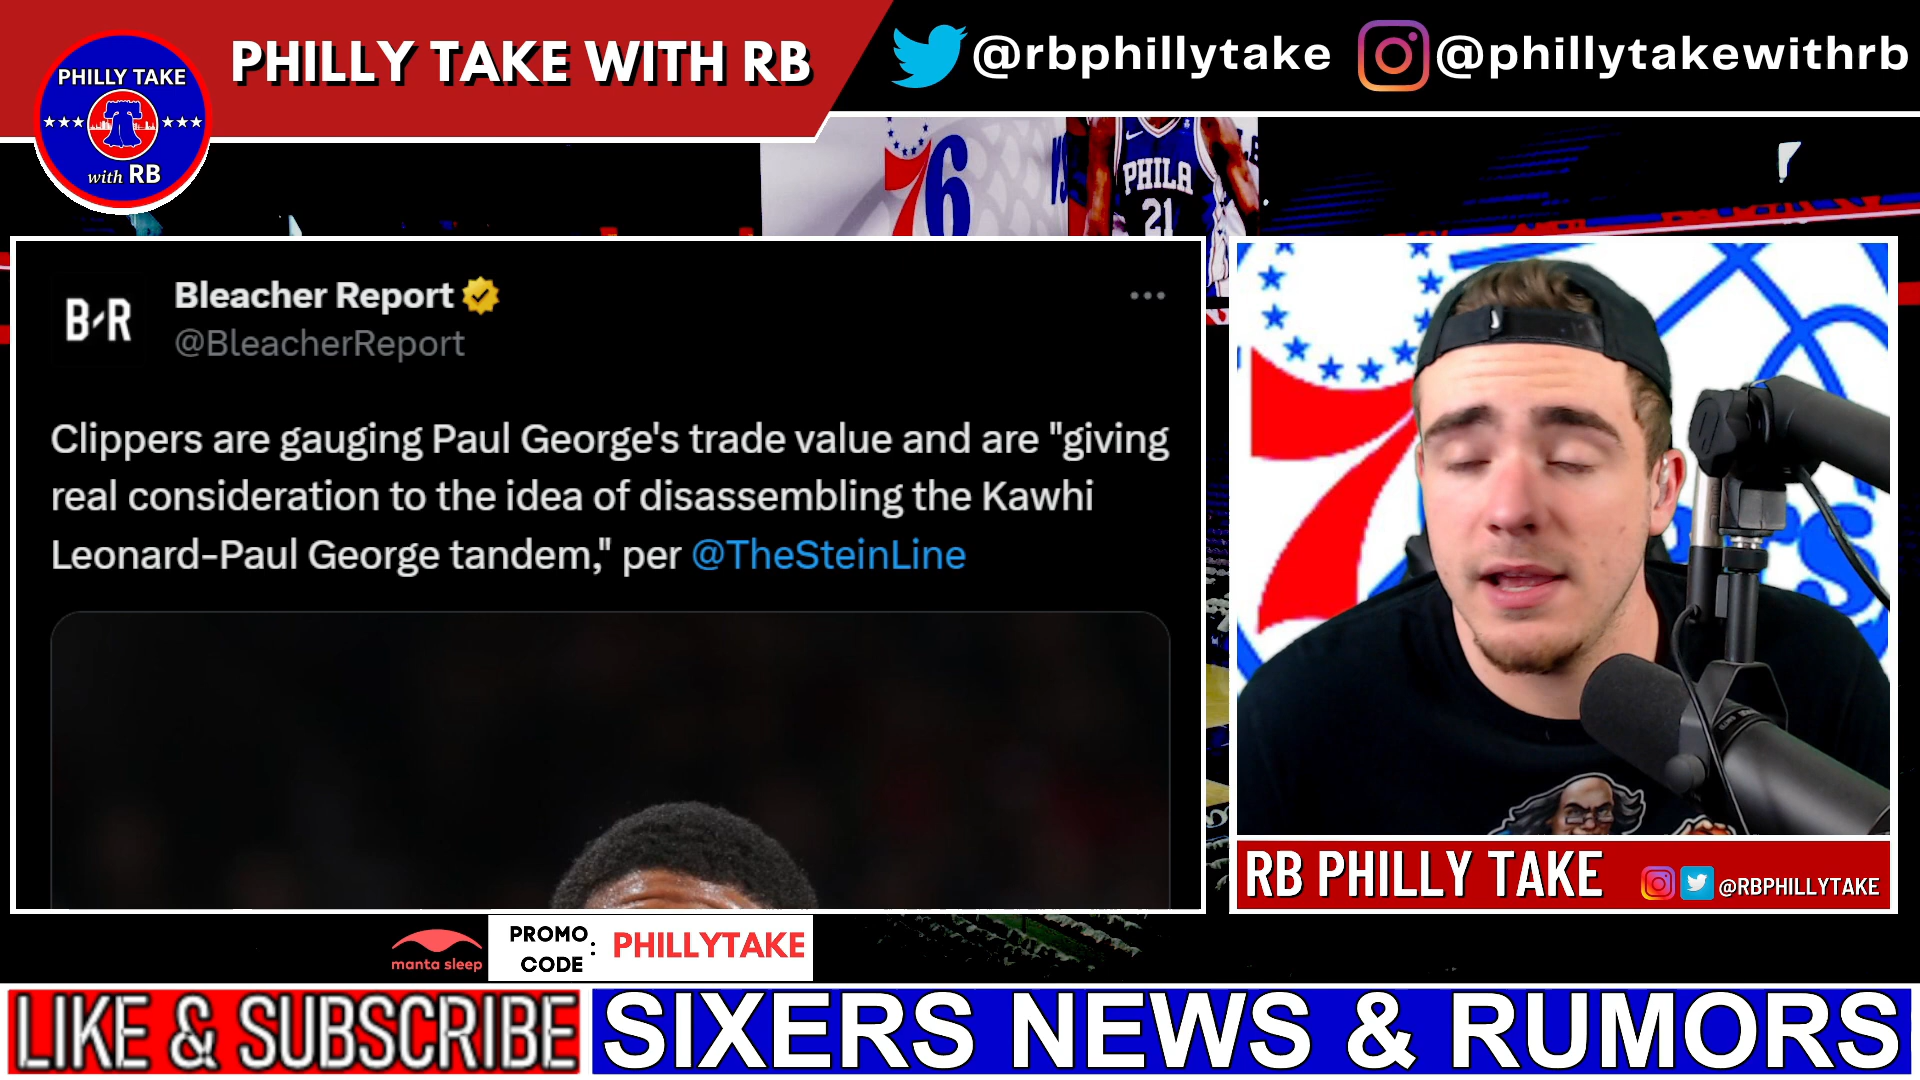 PHILLY TAKE WITH RB
@rbphillytake
@phillytakewithrb
PHILLY TAKE
with RB
76
PHILA
21
B/R
Bleacher Report
@BleacherReport
Clippers are gauging Paul George's trade value and are "giving
real consideration to the idea of disassembling the Kawhi
Leonard-Paul George tandem," per @TheSteinLine
RB PHILLY TAKE
@RBPHILLYTAKE
manta sleep
PROMO
CODE
: PHILLYTAKE
LIKE & SUBSCRIBE
SIXERS NEWS & RUMORS